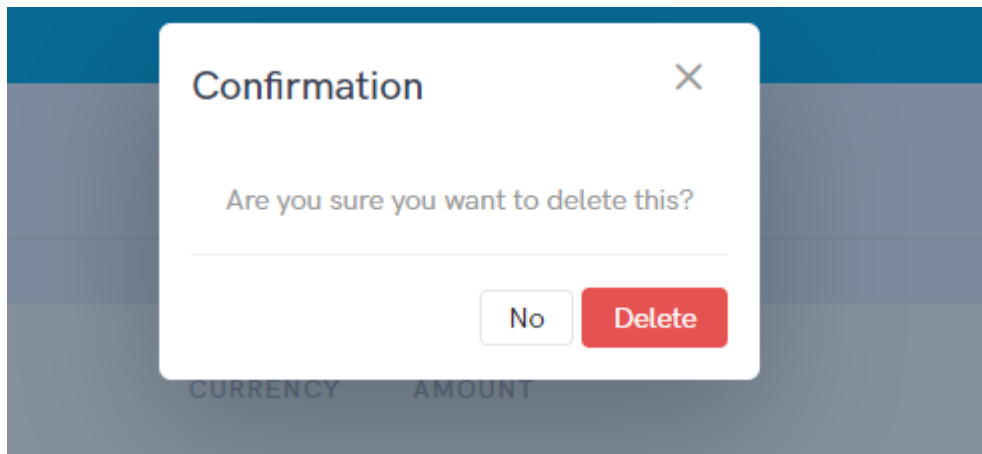 Confirmation
Are you sure you want to delete this?
No Delete
CURRENCY AMOUNT